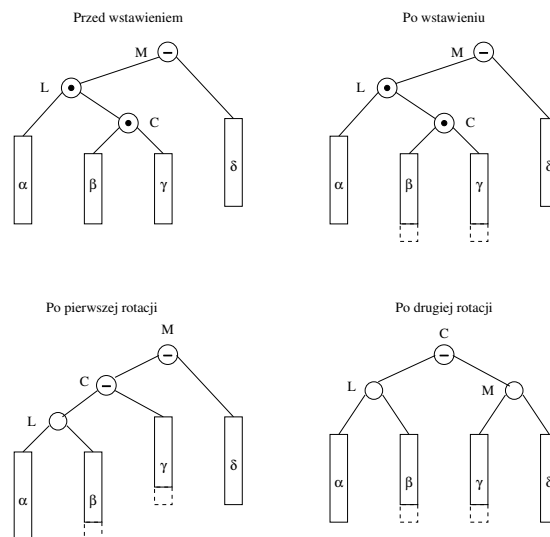 Przed wstawieniem
Po wstawieniu
M
M
L
L
C
C
α
β
γ
δ
α
β
γ
δ
Po pierwszej rotacji
Po drugiej rotacji
M
C
C
L
M
L
α
β
γ
δ
α
β
γ
δ